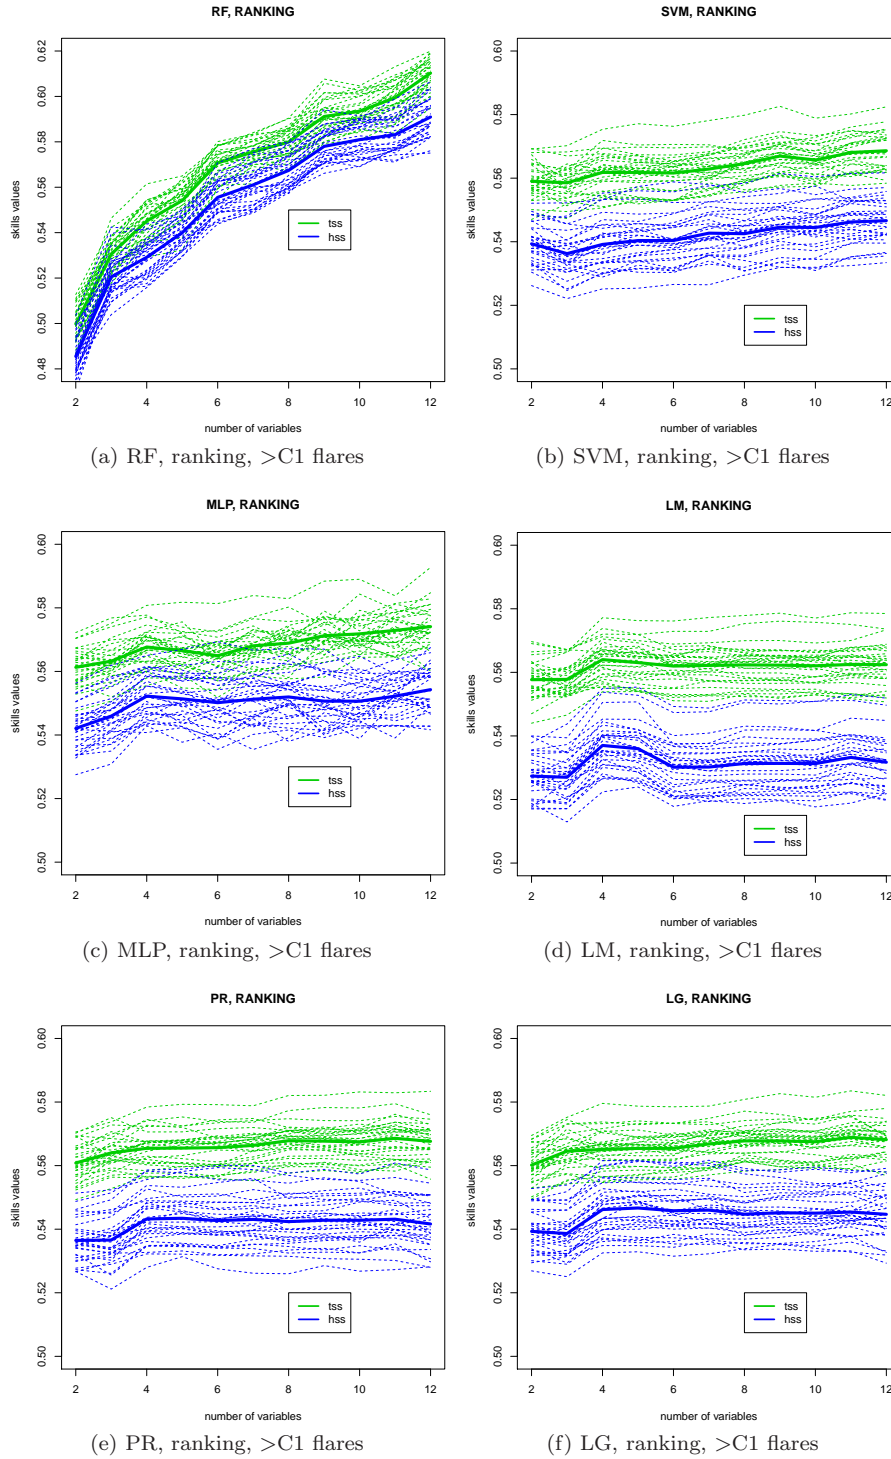 RF, RANKING
skills values
0.48 0.50 0.52 0.54 0.56 0.58 0.60 0.62
tss
hss
2 4 6 8 10 12
number of variables
(a) RF, ranking, >C1 flares
SVM, RANKING
skills values
0.50 0.52 0.54 0.56 0.58 0.60
tss
hss
2 4 6 8 10 12
number of variables
(b) SVM, ranking, >C1 flares
MLP, RANKING
skills values
0.50 0.52 0.54 0.56 0.58 0.60
tss
hss
2 4 6 8 10 12
number of variables
(c) MLP, ranking, >C1 flares
LM, RANKING
skills values
0.50 0.52 0.54 0.56 0.58 0.60
tss
hss
2 4 6 8 10 12
number of variables
(d) LM, ranking, >C1 flares
PR, RANKING
skills values
0.50 0.52 0.54 0.56 0.58 0.60
tss
hss
2 4 6 8 10 12
number of variables
(e) PR, ranking, >C1 flares
LG, RANKING
skills values
0.50 0.52 0.54 0.56 0.58 0.60
tss
hss
2 4 6 8 10 12
number of variables
(f) LG, ranking, >C1 flares